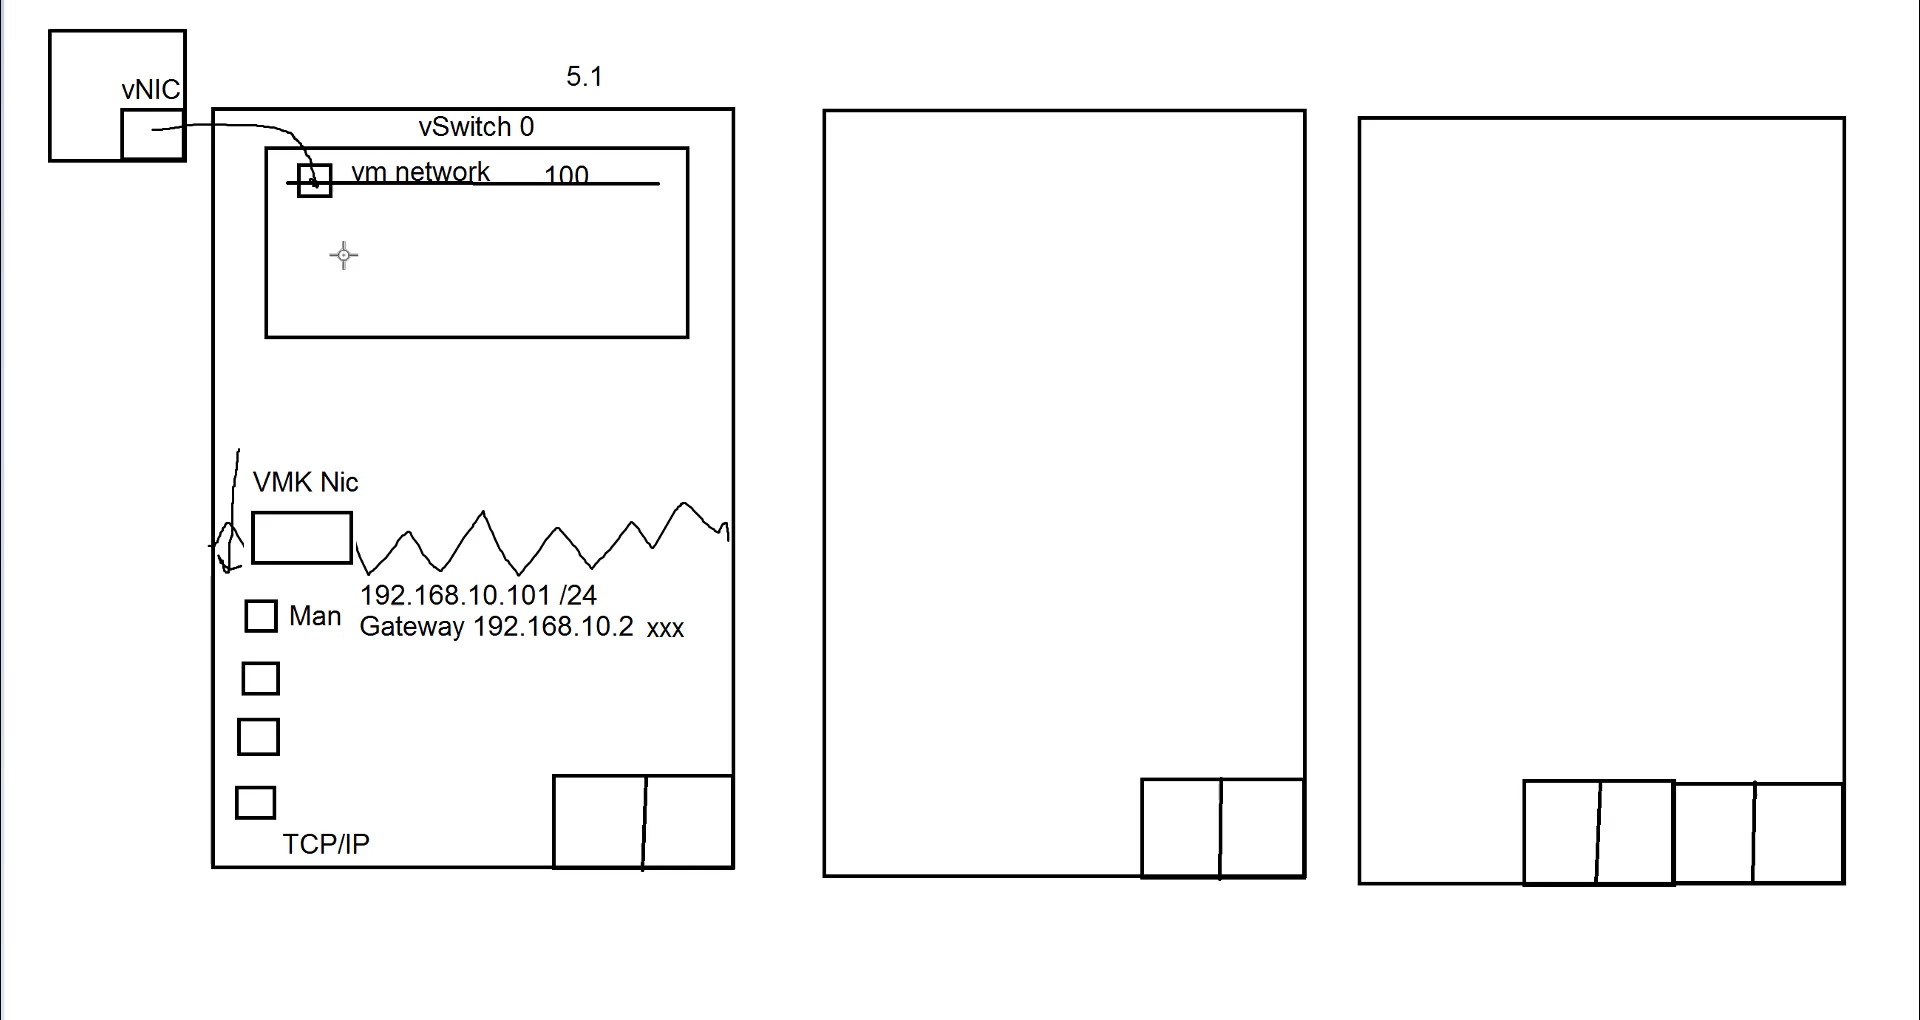 vNIC
5.1
vSwitch 0
vm network 100
VMK Nic
192.168.10.101 /24
Man
Gateway 192.168.10.2 xxx
TCP/IP